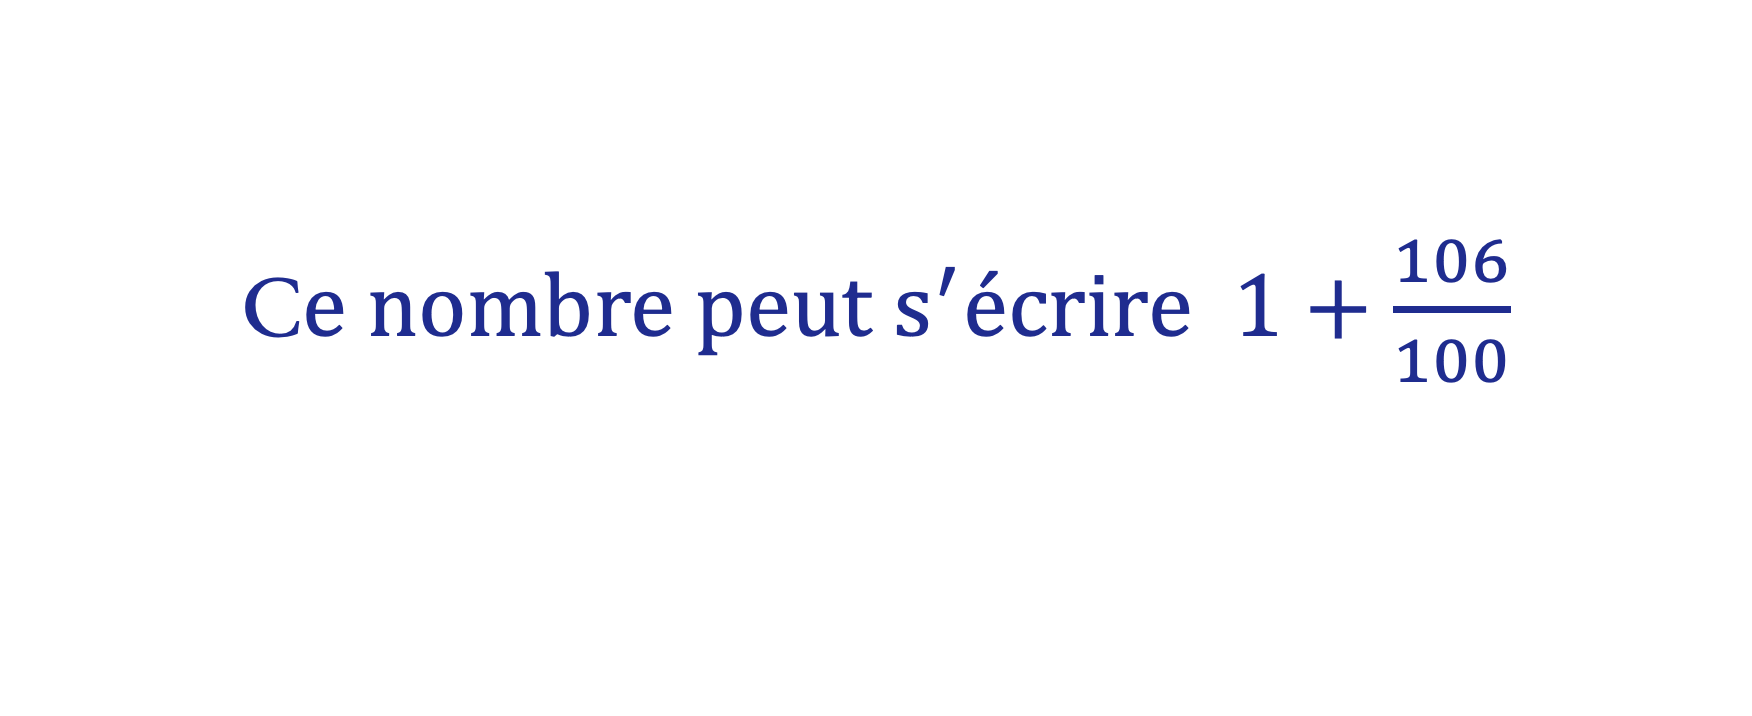 Ce nombre peut s′écrire 1 + 106/100